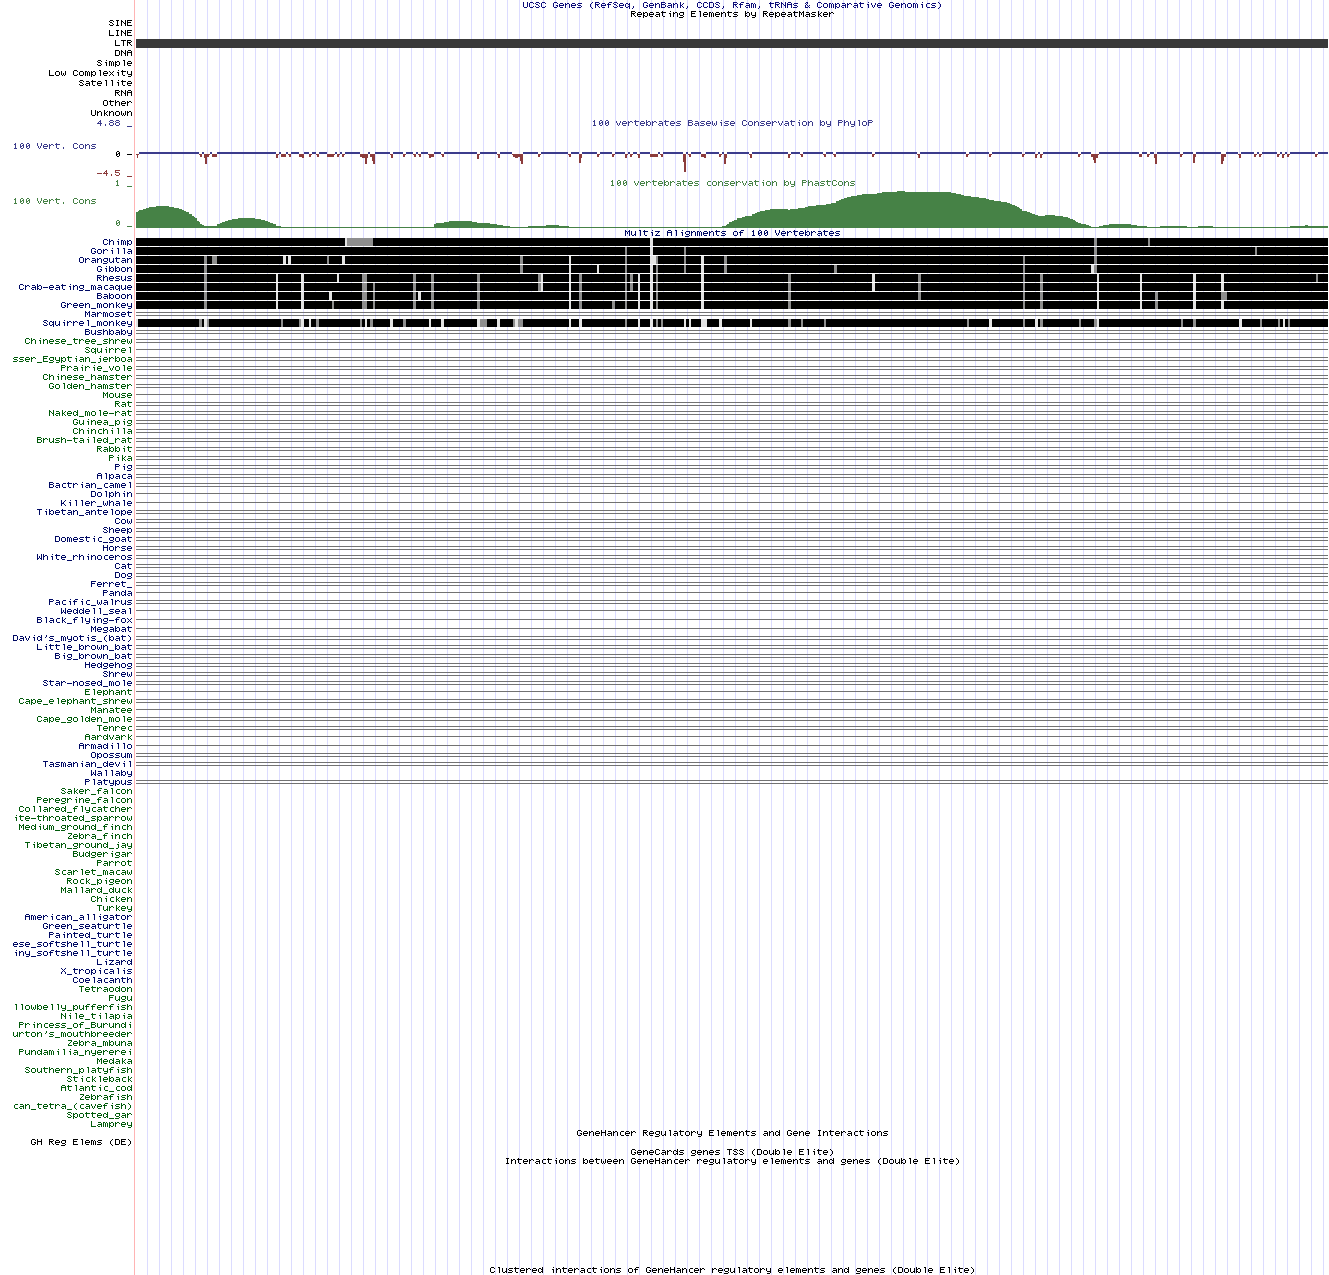 UCSC Genes (RefSeq, GenBank, CCDS, Rfam, tRNAs & Comparative Genomics)
Repeating Elements by RepeatMasker
SINE
LINE
LTR
DNA
Simple
Low Complexity
Satellite
RNA
Other
Unknown
4.88 _
100 vertebrates Basewise Conservation by PhyloP
100 Vert. Cons
0 -
-4.5 _
1 _
100 vertebrates conservation by PhastCons
100 Vert. Cons
0 _
Multiz Alignments of 100 Vertebrates
Chimp
Gorilla
Orangutan
Gibbon
Rhesus
Crab-eating_macaque
Baboon
Green_monkey
Marmoset
Squirrel_monkey
Bushbaby
Chinese_tree_shrew
Squirrel
sser_Egyptian_jerboa
Prairie_vole
Chinese_hamster
Golden_hamster
Mouse
Rat
Naked_mole-rat
Guinea_pig
Chinchilla
Brush-tailed_rat
Rabbit
Pika
Pig
Alpaca
Bactrian_camel
Dolphin
Killer_whale
Tibetan_antelope
Cow
Sheep
Domestic_goat
Horse
White_rhinoceros
Cat
Dog
Ferret_
Panda
Pacific_walrus
Weddell_seal
Black_flying-fox
Megabat
David's_myotis_(bat)
Little_brown_bat
Big_brown_bat
Hedgehog
Shrew
Star-nosed_mole
Elephant
Cape_elephant_shrew
Manatee
Cape_golden_mole
Tenrec
Aardvark
Armadillo
Opossum
Tasmanian_devil
Wallaby
Platypus
Saker_falcon
Peregrine_falcon
Collared_flycatcher
ite-throated_sparrow
Medium_ground_finch
Zebra_finch
Tibetan_ground_jay
Budgerigar
Parrot
Scarlet_macaw
Rock_pigeon
Mallard_duck
Chicken
Turkey
American_alligator
Green_seaturtle
Painted_turtle
ese_softshell_turtle
iny_softshell_turtle
Lizard
X_tropicalis
Coelacanth
Tetraodon
Fugu
llowbelly_pufferfish
Nile_tilapia
Princess_of_Burundi
urton's_mouthbreeder
Zebra_mbuna
Pundamilia_nyererei
Medaka
Southern_platyfish
Stickleback
Atlantic_cod
Zebrafish
can_tetra_(cavefish)
Spotted_gar
Lamprey
GeneHancer Regulatory Elements and Gene Interactions
GH Reg Elems (DE)
GeneCards genes TSS (Double Elite)
Interactions between GeneHancer regulatory elements and genes (Double Elite)
Clustered interactions of GeneHancer regulatory elements and genes (Double Elite)